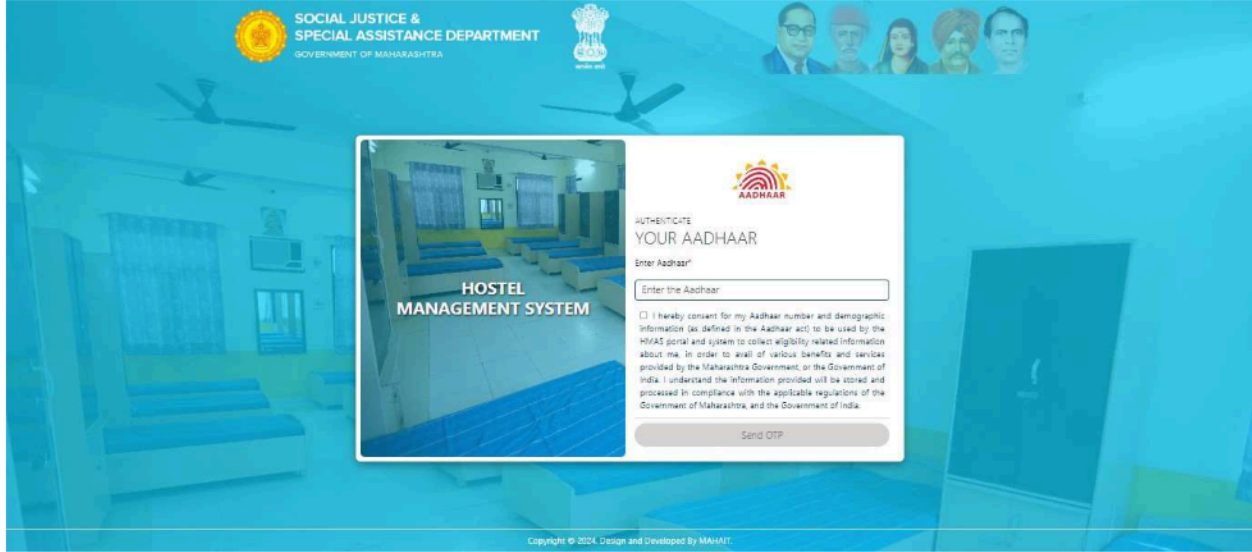 SOCIAL JUSTICE &
SPECIAL ASSISTANCE DEPARTMENT
GOVERNMENT OF MAHARASHTRA
HOSTEL
MANAGEMENT SYSTEM
AADHAAR
AUTHENTICATE
YOUR AADHAAR
Enter Aadhaar*
Enter the Aadhaar
I hereby consent for my Aadhaar number and demographic
information (as defined in the Aadhaar act) to be used by the
HMAS portal and system to collect eligibility related information
about me, in order to avail of various benefits and services
provided by the Maharashtra Government, or the Government of
India. I understand the information provided will be stored and
processed in compliance with the applicable regulations of the
Government of Maharashtra, and the Government of India.
Send OTP
Copyright © 2024. Design and Developed By MAHAIT.